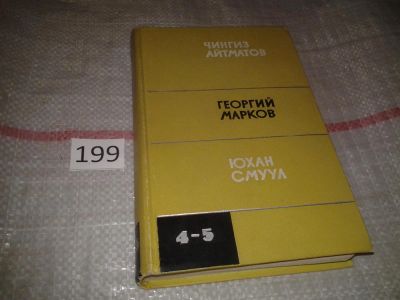 ЧИНГИЗ
АЙТМАТОВ
ГЕОРГИЙ
МАРКОВ
ЮХАН
СМУУЛ
4-5
199